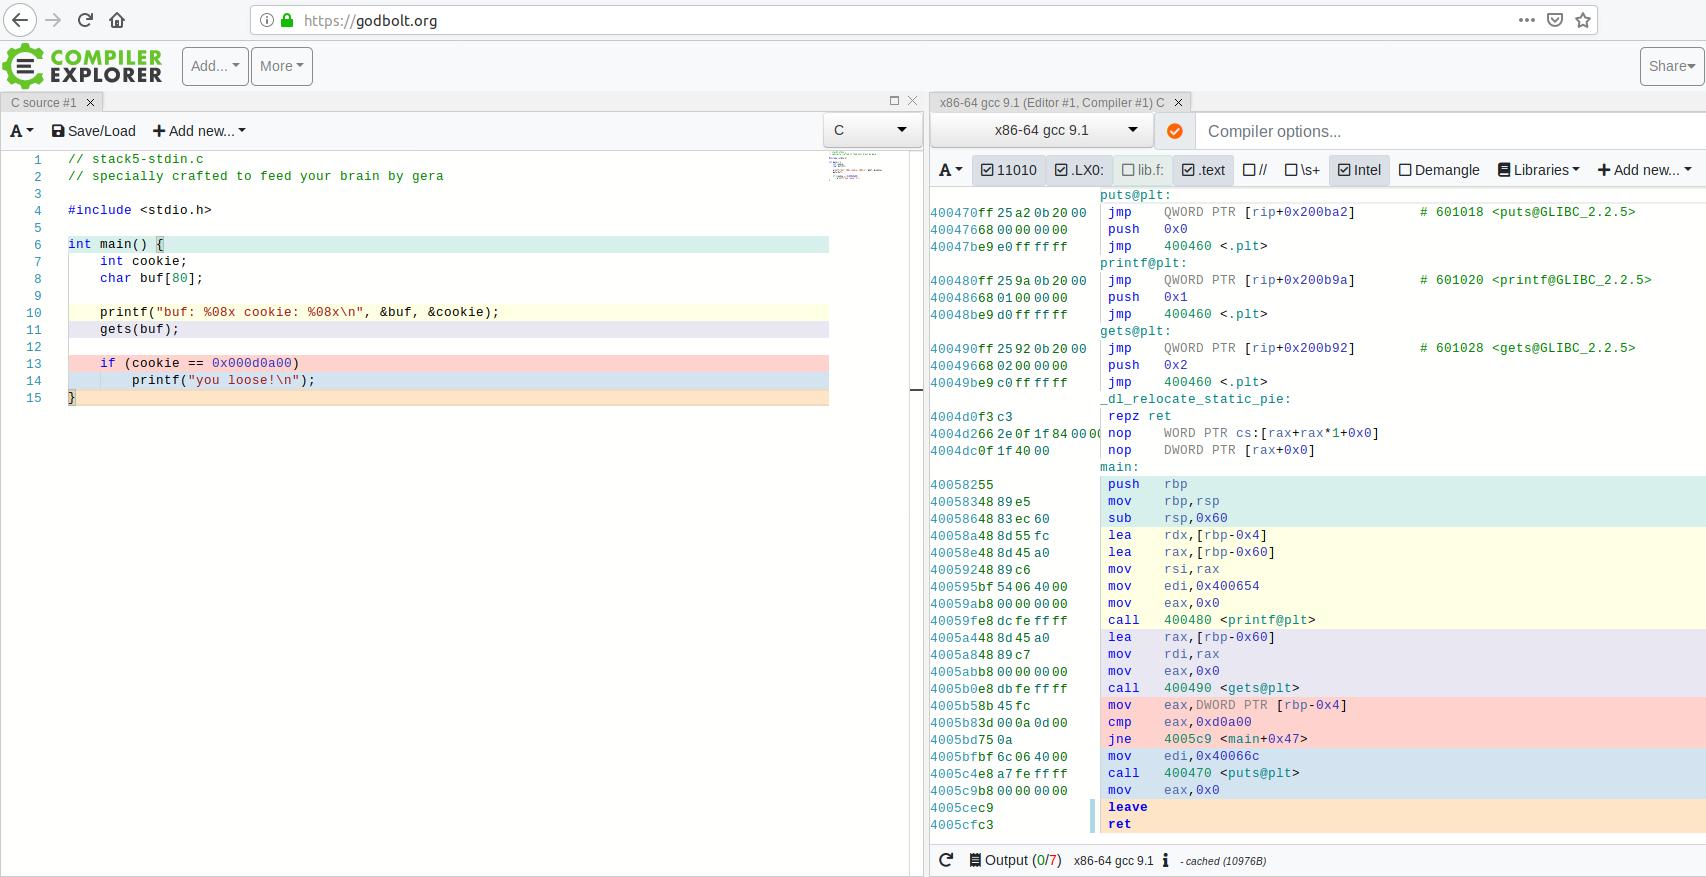 https://godbolt.org
COMPILER
EXPLORER
Add...
More
Share
C source #1
x86-64 gcc 9.1 (Editor #1, Compiler #1) C
A
Save/Load
Add new...
C
x86-64 gcc 9.1
Compiler options...
A
11010
.LX0:
lib.f:
.text
//
\s+
Intel
Demangle
Libraries
Add new...
1 // stack5-stdin.c
2 // specially crafted to feed your brain by gera
3
4 #include <stdio.h>
5
6 int main() {
7 int cookie;
8 char buf[80];
9
10 printf("buf: %08x cookie: %08x\n", &buf, &cookie);
11 gets(buf);
12
13 if (cookie == 0x000d0a00)
14 printf("you loose!\n");
15 }
puts@plt:
400470 ff 25 a2 0b 20 00 jmp QWORD PTR [rip+0x200ba2] # 601018 <puts@GLIBC_2.2.5>
400476 68 00 00 00 00 push 0x0
40047b e9 e0 ff ff ff jmp 400460 <.plt>
printf@plt:
400480 ff 25 9a 0b 20 00 jmp QWORD PTR [rip+0x200b9a] # 601020 <printf@GLIBC_2.2.5>
400486 68 01 00 00 00 push 0x1
40048b e9 d0 ff ff ff jmp 400460 <.plt>
gets@plt:
400490 ff 25 92 0b 20 00 jmp QWORD PTR [rip+0x200b92] # 601028 <gets@GLIBC_2.2.5>
400496 68 02 00 00 00 push 0x2
40049b e9 c0 ff ff ff jmp 400460 <.plt>
_dl_relocate_static_pie:
4004d0 f3 c3 repz ret
4004d2 66 2e 0f 1f 84 00 00 nop WORD PTR cs:[rax+rax*1+0x0]
4004dc 0f 1f 40 00 nop DWORD PTR [rax+0x0]
main:
400582 55 push rbp
400583 48 89 e5 mov rbp,rsp
400586 48 83 ec 60 sub rsp,0x60
40058a 48 8d 55 fc lea rdx,[rbp-0x4]
40058e 48 8d 45 a0 lea rax,[rbp-0x60]
400592 48 89 c6 mov rsi,rax
400595 bf 54 06 40 00 mov edi,0x400654
40059a b8 00 00 00 00 mov eax,0x0
40059f e8 dc fe ff ff call 400480 <printf@plt>
4005a4 48 8d 45 a0 lea rax,[rbp-0x60]
4005a8 48 89 c7 mov rdi,rax
4005ab b8 00 00 00 00 mov eax,0x0
4005b0 e8 db fe ff ff call 400490 <gets@plt>
4005b5 8b 45 fc mov eax,DWORD PTR [rbp-0x4]
4005b8 3d 00 0a 0d 00 cmp eax,0xd0a00
4005bd 75 0a jne 4005c9 <main+0x47>
4005bf bf 6c 06 40 00 mov edi,0x40066c
4005c4 e8 a7 fe ff ff call 400470 <puts@plt>
4005c9 b8 00 00 00 00 mov eax,0x0
4005ce c9 leave
4005cf c3 ret
Output (0/7) x86-64 gcc 9.1 i - cached (10976B)